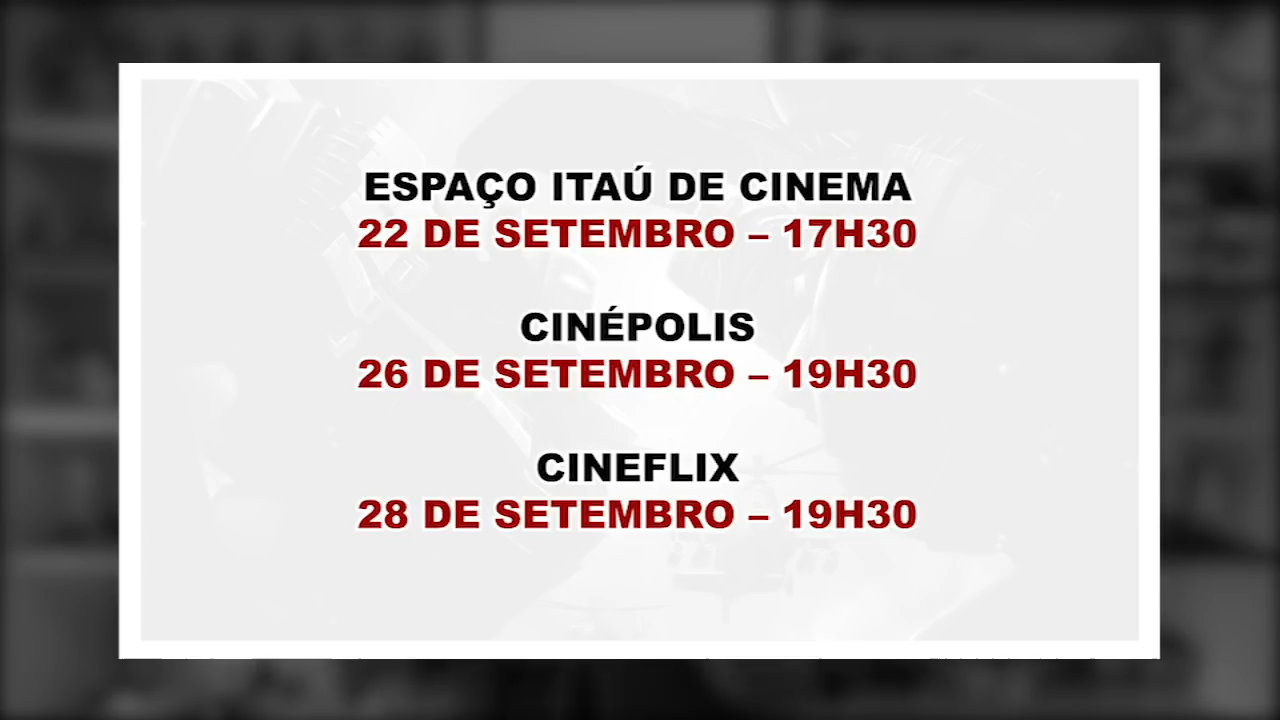 ESPAÇO ITAÚ DE CINEMA
22 DE SETEMBRO – 17H30
CINÉPOLIS
26 DE SETEMBRO – 19H30
CINEFLIX
28 DE SETEMBRO – 19H30